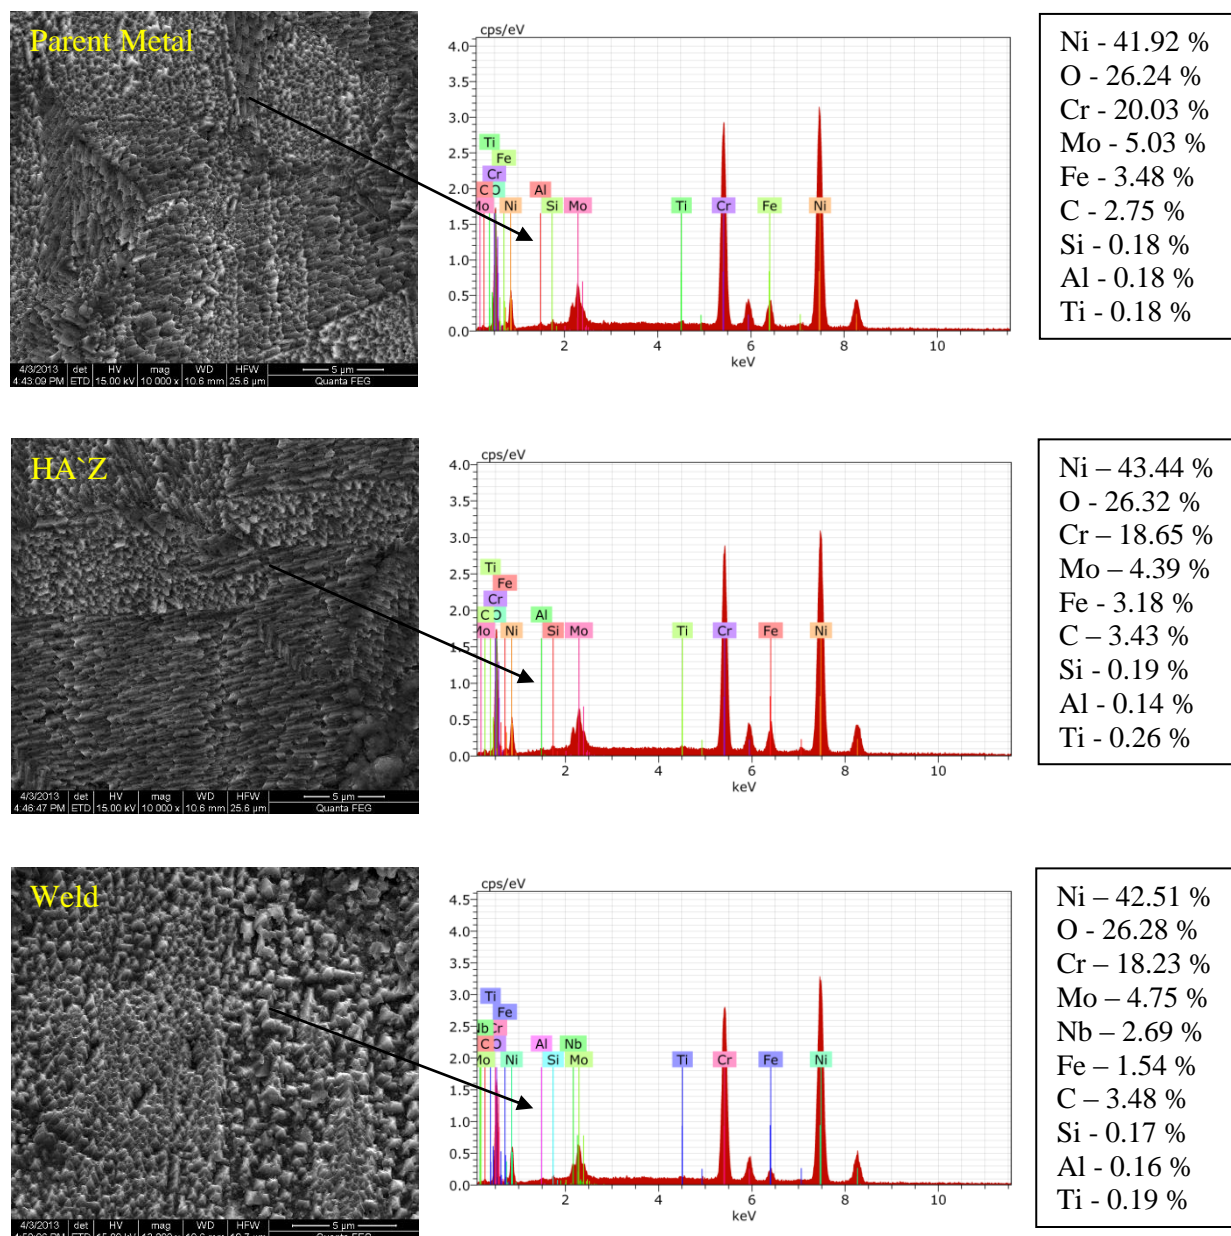 Parent Metal
4/3/2013 det HV mag WD HFW 5 µm
4:43:09 PM ETD 15.00 kV 10 000 x 10.6 mm 25.6 µm Quanta FEG
cps/eV
4.0
3.5
3.0
2.5
2.0
1.5
1.0
0.5
0.0
Ti
Fe
Cr
C O Al
Ni Si Mo Ti Cr Fe Ni
2 4 6 8 10
keV
Ni - 41.92 %
O - 26.24 %
Cr - 20.03 %
Mo - 5.03 %
Fe - 3.48 %
C - 2.75 %
Si - 0.18 %
Al - 0.18 %
Ti - 0.18 %
HA`Z
4/3/2013 det HV mag WD HFW 5 µm
4:46:47 PM ETD 15.00 kV 10 000 x 10.6 mm 25.6 µm Quanta FEG
cps/eV
4.0
3.5
3.0
2.5
2.0
1.5
1.0
0.5
0.0
Ti
Fe
Cr
C O Al
Ni Si Mo Ti Cr Fe Ni
2 4 6 8 10
keV
Ni – 43.44 %
O - 26.32 %
Cr – 18.65 %
Mo – 4.39 %
Fe - 3.18 %
C – 3.43 %
Si - 0.19 %
Al - 0.14 %
Ti - 0.26 %
Weld
4/3/2013 det HV mag WD HFW 5 µm
cps/eV
4.5
4.0
3.5
3.0
2.5
2.0
1.5
1.0
0.5
0.0
Ti
Fe
Nb Cr
C O Al Nb
Mo Ni Si Mo Ti Cr Fe Ni
2 4 6 8 10
keV
Ni – 42.51 %
O - 26.28 %
Cr – 18.23 %
Mo – 4.75 %
Nb – 2.69 %
Fe – 1.54 %
C – 3.48 %
Si - 0.17 %
Al - 0.16 %
Ti – 0.19 %